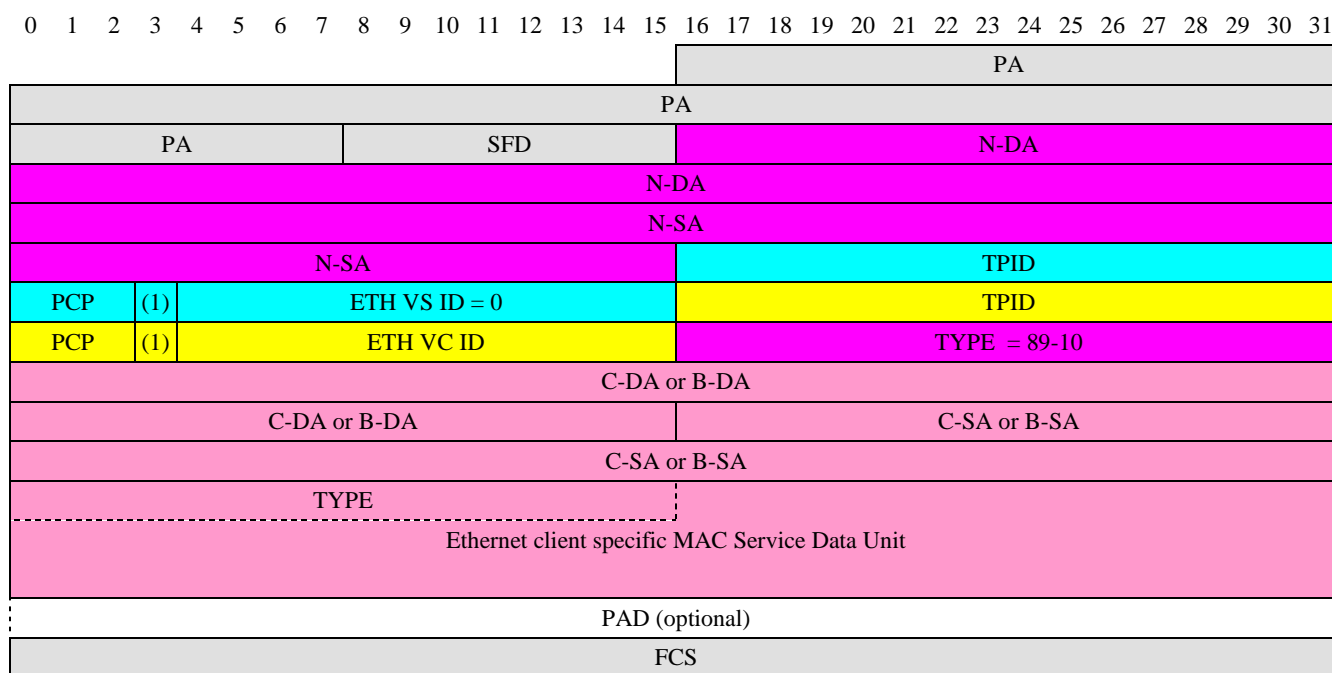 0 1 2 3 4 5 6 7 8 9 10 11 12 13 14 15 16 17 18 19 20 21 22 23 24 25 26 27 28 29 30 31
PA
PA
PA SFD N-DA
N-DA
N-SA
N-SA TPID
PCP (1) ETH VS ID = 0 TPID
PCP (1) ETH VC ID TYPE = 89-10
C-DA or B-DA
C-DA or B-DA C-SA or B-SA
C-SA or B-SA
TYPE
Ethernet client specific MAC Service Data Unit
PAD (optional)
FCS